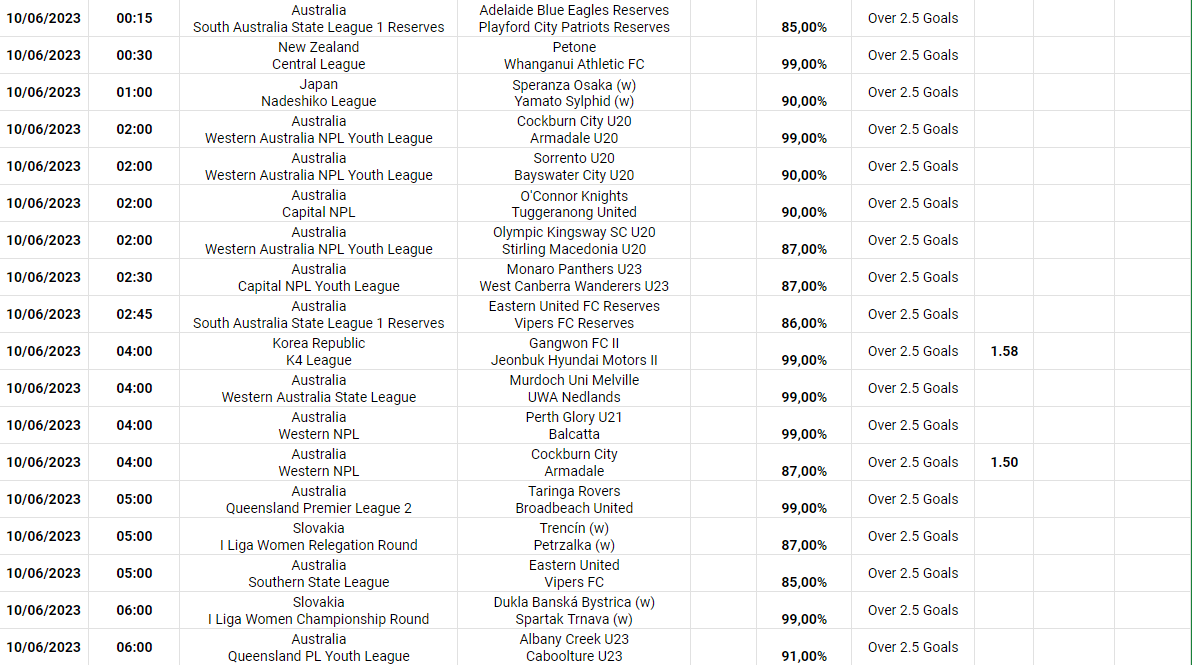 10/06/2023 00:15 Australia South Australia State League 1 Reserves Adelaide Blue Eagles Reserves Playford City Patriots Reserves 85,00% Over 2.5 Goals
10/06/2023 00:30 New Zealand Central League Petone Whanganui Athletic FC 99,00% Over 2.5 Goals
10/06/2023 01:00 Japan Nadeshiko League Speranza Osaka (w) Yamato Sylphid (w) 90,00% Over 2.5 Goals
10/06/2023 02:00 Australia Western Australia NPL Youth League Cockburn City U20 Armadale U20 99,00% Over 2.5 Goals
10/06/2023 02:00 Australia Western Australia NPL Youth League Sorrento U20 Bayswater City U20 90,00% Over 2.5 Goals
10/06/2023 02:00 Australia Capital NPL O'Connor Knights Tuggeranong United 90,00% Over 2.5 Goals
10/06/2023 02:00 Australia Western Australia NPL Youth League Olympic Kingsway SC U20 Stirling Macedonia U20 87,00% Over 2.5 Goals
10/06/2023 02:30 Australia Capital NPL Youth League Monaro Panthers U23 West Canberra Wanderers U23 87,00% Over 2.5 Goals
10/06/2023 02:45 Australia South Australia State League 1 Reserves Eastern United FC Reserves Vipers FC Reserves 86,00% Over 2.5 Goals
10/06/2023 04:00 Korea Republic K4 League Gangwon FC II Jeonbuk Hyundai Motors II 99,00% Over 2.5 Goals 1.58
10/06/2023 04:00 Australia Western Australia State League Murdoch Uni Melville UWA Nedlands 99,00% Over 2.5 Goals
10/06/2023 04:00 Australia Western NPL Perth Glory U21 Balcatta 99,00% Over 2.5 Goals
10/06/2023 04:00 Australia Western NPL Cockburn City Armadale 87,00% Over 2.5 Goals 1.50
10/06/2023 05:00 Australia Queensland Premier League 2 Taringa Rovers Broadbeach United 99,00% Over 2.5 Goals
10/06/2023 05:00 Slovakia I Liga Women Relegation Round Trencín (w) Petrzalka (w) 87,00% Over 2.5 Goals
10/06/2023 05:00 Australia Southern State League Eastern United Vipers FC 85,00% Over 2.5 Goals
10/06/2023 06:00 Slovakia I Liga Women Championship Round Dukla Banská Bystrica (w) Spartak Trnava (w) 99,00% Over 2.5 Goals
10/06/2023 06:00 Australia Queensland PL Youth League Albany Creek U23 Caboolture U23 91,00% Over 2.5 Goals